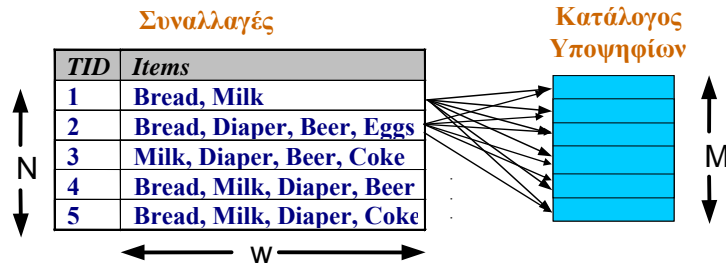 Συναλλαγές
Κατάλογος
Υποψηφίων
TID Items
1 Bread, Milk
2 Bread, Diaper, Beer, Eggs
3 Milk, Diaper, Beer, Coke
4 Bread, Milk, Diaper, Beer
5 Bread, Milk, Diaper, Coke
N
M
w